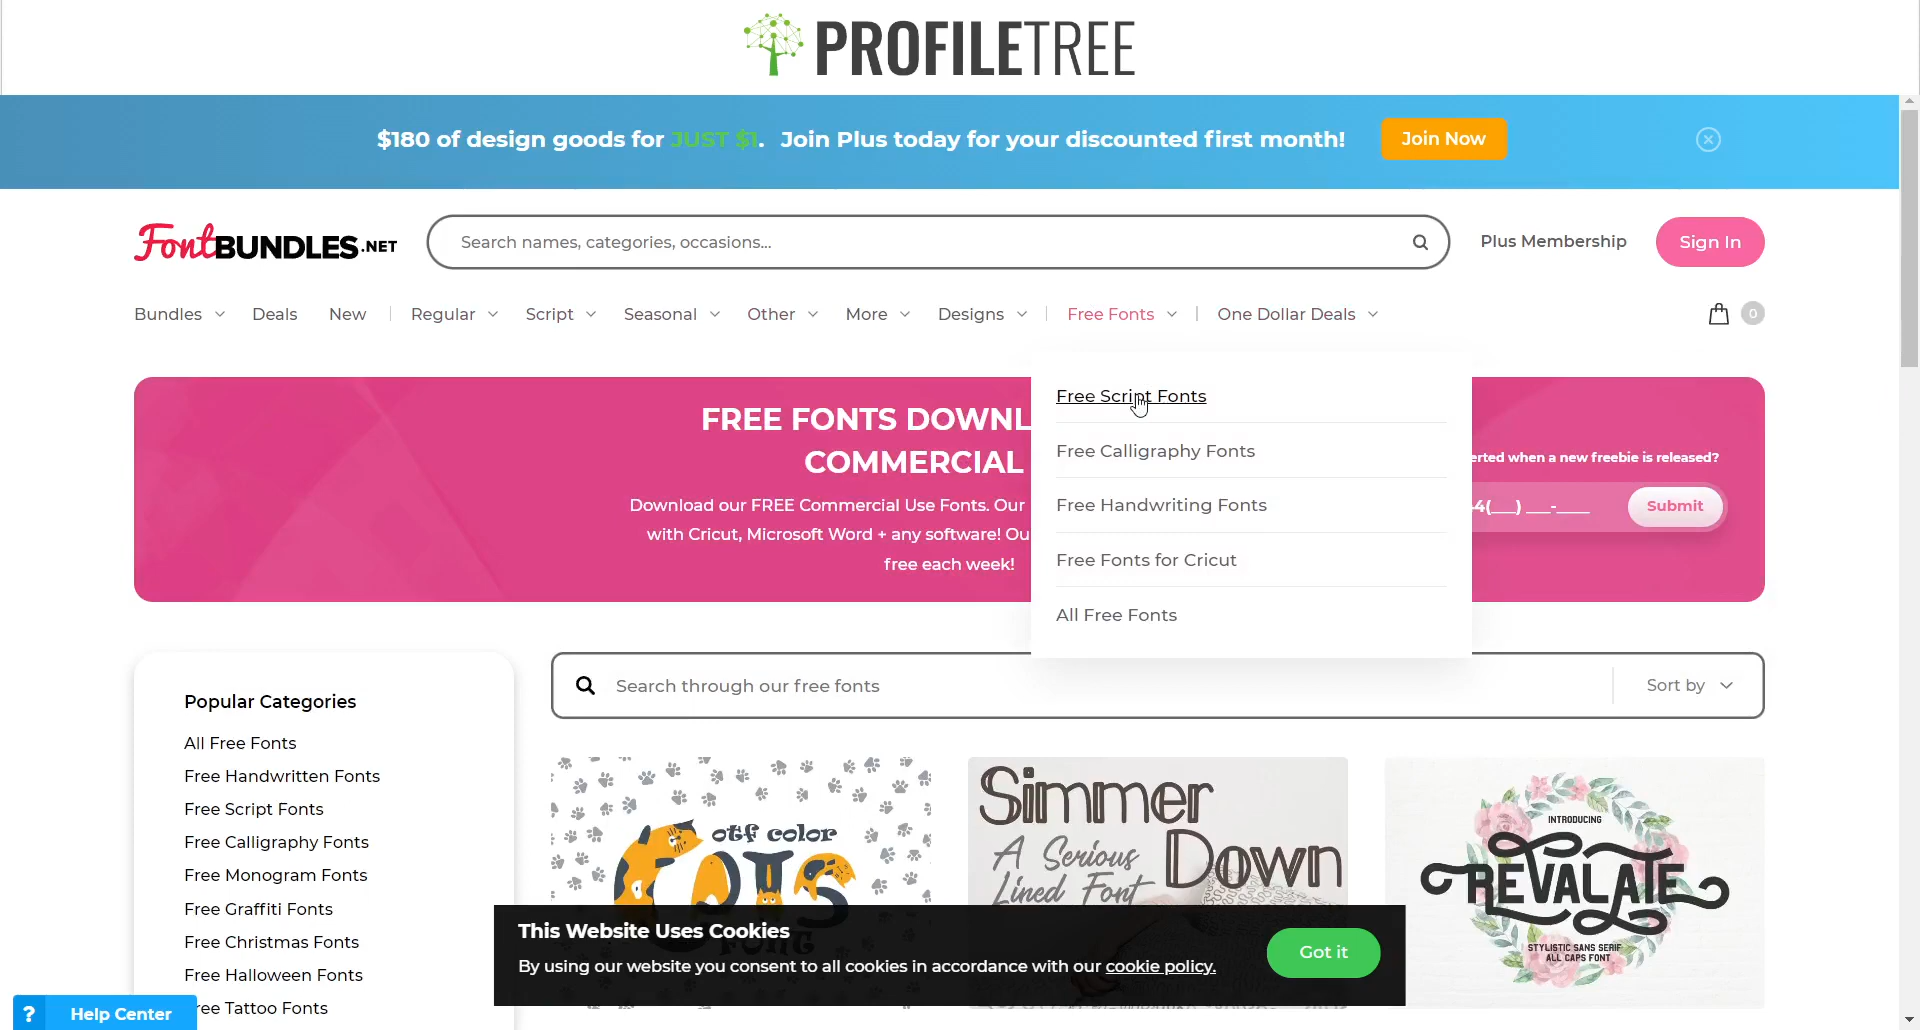 PROFILETREE
$180 of design goods for JUST $1. Join Plus today for your discounted first month!
Join Now
FontBUNDLES.NET
Search names, categories, occasions...
Plus Membership
Sign In
Bundles
Deals
New
Regular
Script
Seasonal
Other
More
Designs
Free Fonts
One Dollar Deals
0
FREE FONTS DOWNL
COMMERCIAL
Download our FREE Commercial Use Fonts. Our
with Cricut, Microsoft Word + any software! Ou
free each week!
Free Script Fonts
Free Calligraphy Fonts
Free Handwriting Fonts
Free Fonts for Cricut
All Free Fonts
erted when a new freebie is released?
4(___) ___-____
Submit
Popular Categories
All Free Fonts
Free Handwritten Fonts
Free Script Fonts
Free Calligraphy Fonts
Free Monogram Fonts
Free Graffiti Fonts
Free Christmas Fonts
Free Halloween Fonts
ree Tattoo Fonts
Search through our free fonts
Sort by
otf color
CATS
FONT
Simmer
Down
A Serious
Lined Font
INTRODUCING
REVALATE
STYLISTIC SANS SERIF
ALL CAPS FONT
This Website Uses Cookies
By using our website you consent to all cookies in accordance with our cookie policy.
Got it
? Help Center